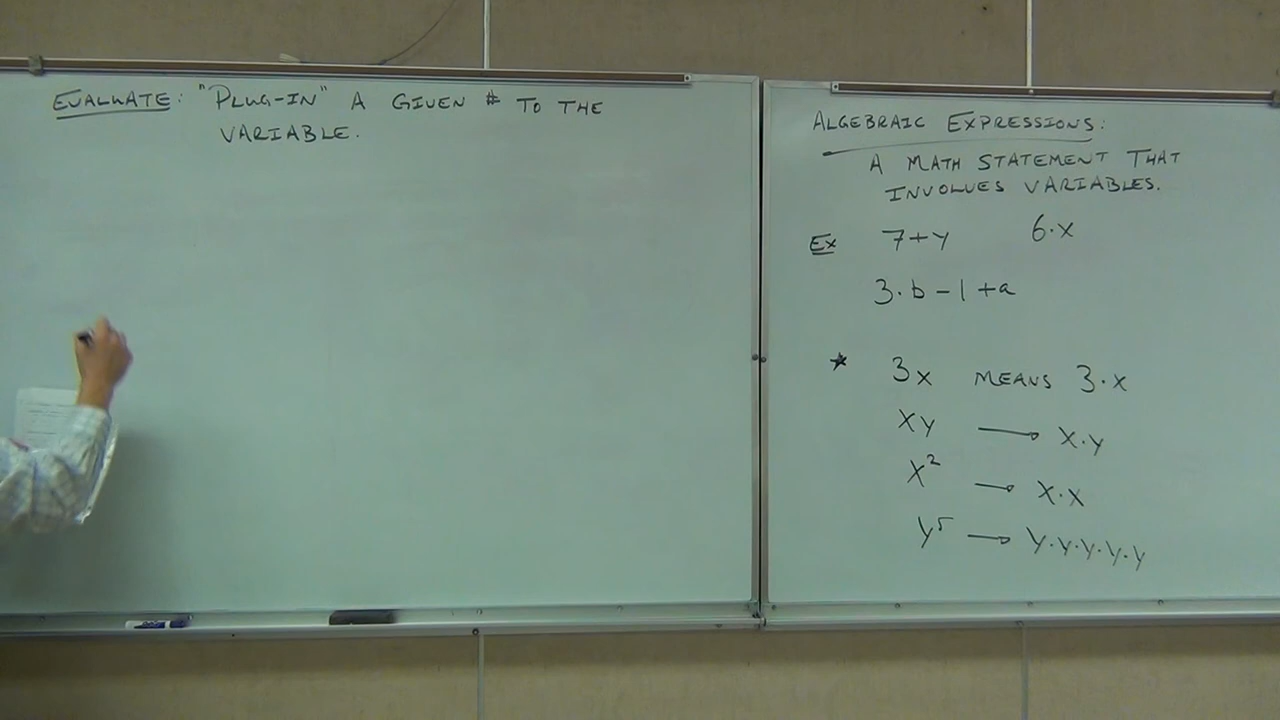 EVALUATE: "PLUG-IN" A GIVEN # TO THE
VARIABLE.
ALGEBRAIC EXPRESSIONS:
A MATH STATEMENT THAT
INVOLVES VARIABLES.
Ex 7+y 6·x
3·b-1+a
* 3x MEANS 3·x
xy → x·y
x² → x·x
y⁵ → y·y·y·y·y